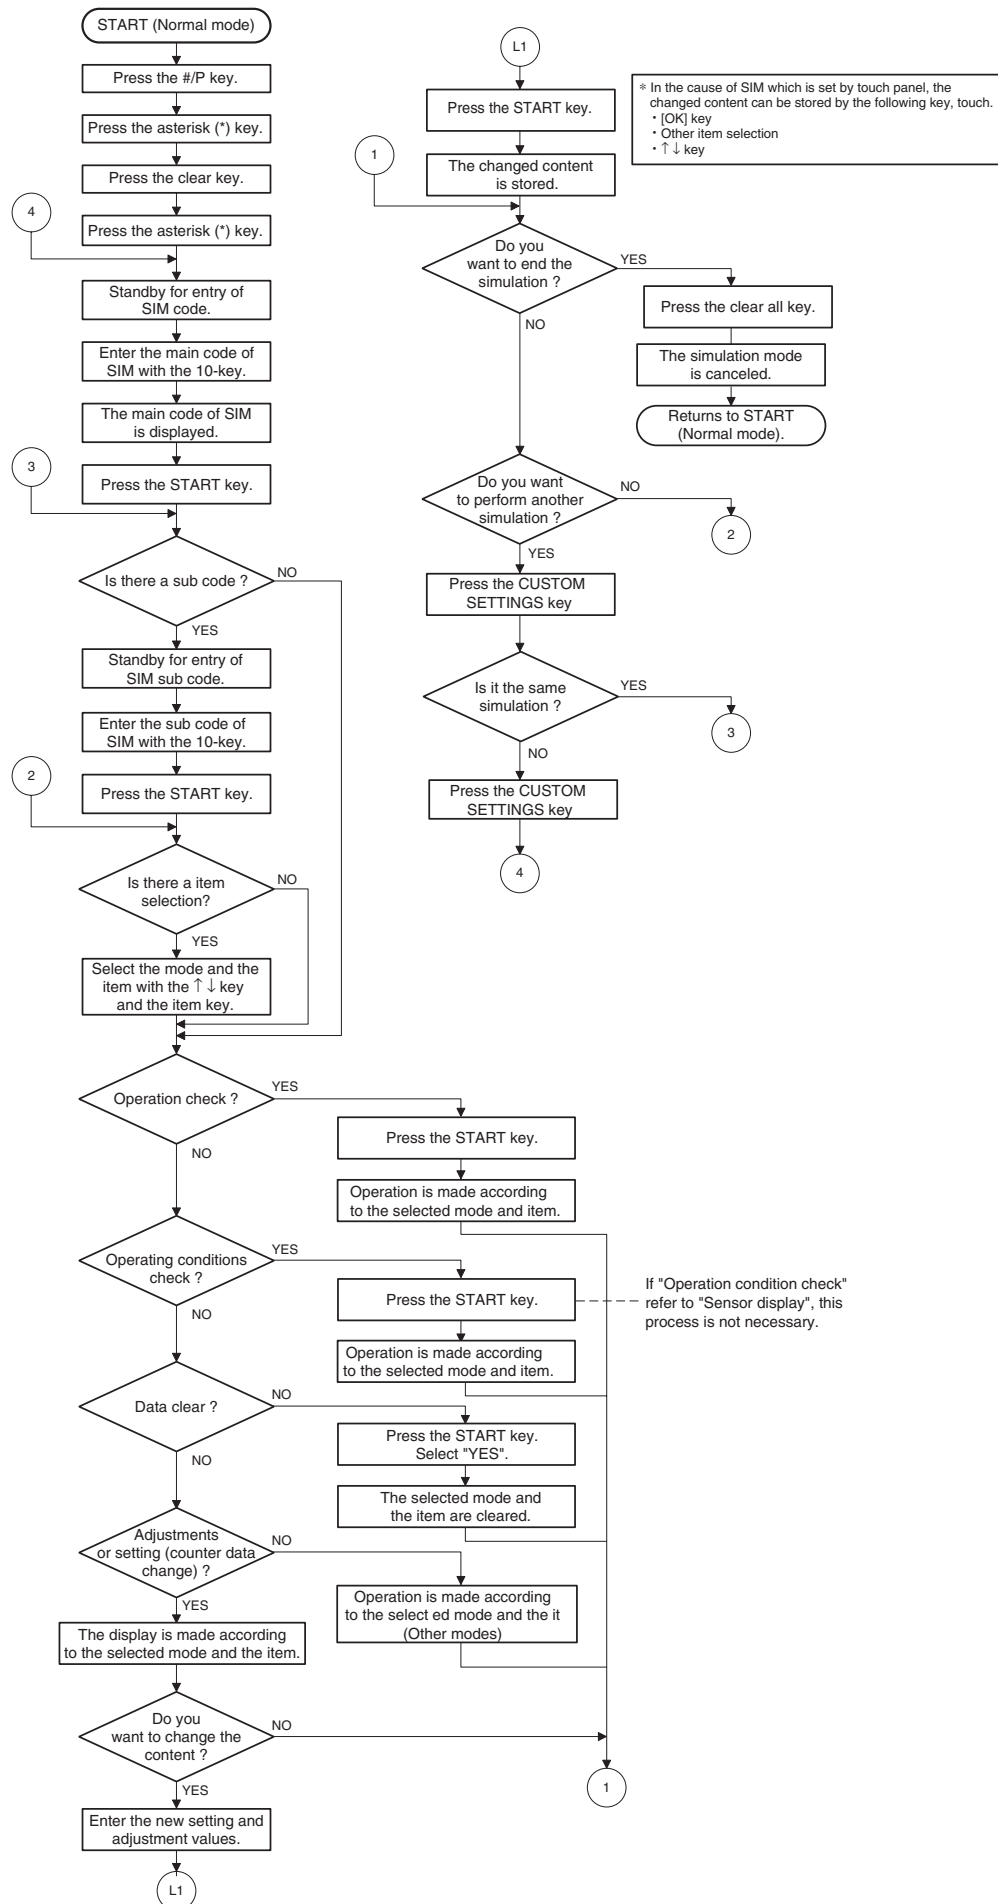 START (Normal mode)
Press the #/P key.
Press the asterisk (*) key.
Press the clear key.
4
Press the asterisk (*) key.
Standby for entry of
SIM code.
Enter the main code of
SIM with the 10-key.
The main code of SIM
is displayed.
3
Press the START key.
Is there a sub code ?
NO
YES
Standby for entry of
SIM sub code.
Enter the sub code of
SIM with the 10-key.
2
Press the START key.
Is there a item
selection?
NO
YES
Select the mode and the
item with the ↑↓ key
and the item key.
Operation check ?
YES
NO
Press the START key.
Operation is made according
to the selected mode and item.
Operating conditions
check ?
YES
NO
Press the START key.
If "Operation condition check"
refer to "Sensor display", this
process is not necessary.
Operation is made according
to the selected mode and item.
Data clear ?
NO
NO
Press the START key.
Select "YES".
The selected mode and
the item are cleared.
Adjustments
or setting (counter data
change) ?
NO
YES
Operation is made according
to the select ed mode and the it
(Other modes)
The display is made according
to the selected mode and the item.
Do you
want to change the
content ?
NO
YES
1
Enter the new setting and
adjustment values.
L1
L1
Press the START key.
1
The changed content
is stored.
Do you
want to end the
simulation ?
YES
NO
Press the clear all key.
The simulation mode
is canceled.
Returns to START
(Normal mode).
Do you want
to perform another
simulation ?
NO
2
YES
Press the CUSTOM
SETTINGS key
Is it the same
simulation ?
YES
3
NO
Press the CUSTOM
SETTINGS key
4
* In the cause of SIM which is set by touch panel, the
changed content can be stored by the following key, touch.
· [OK] key
· Other item selection
· ↑↓ key